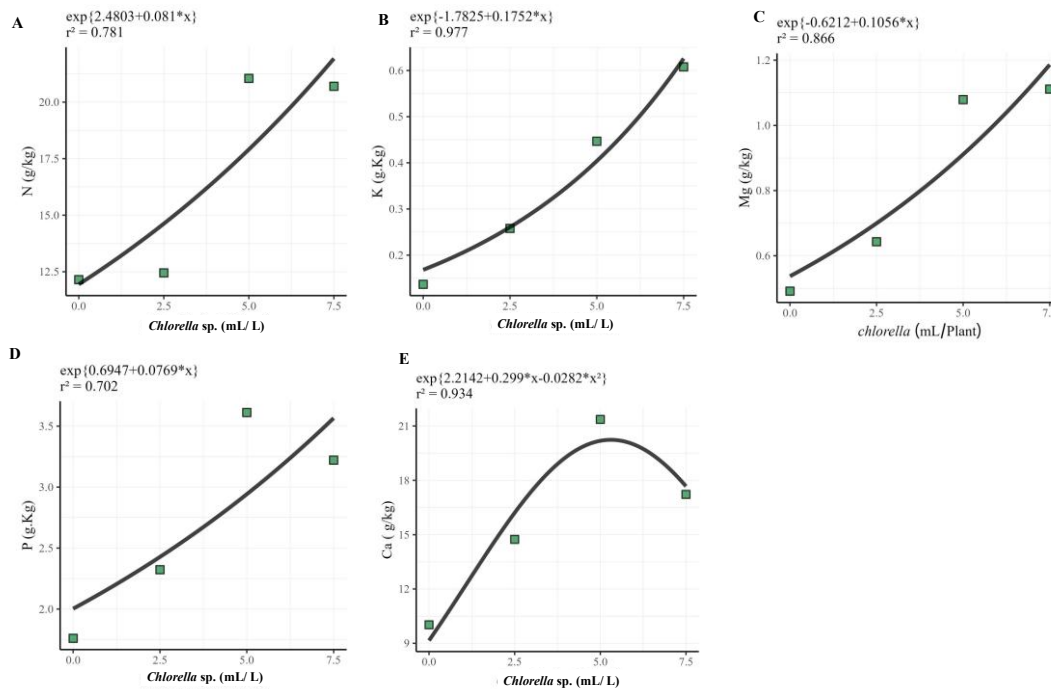 A
exp{2.4803+0.081*x}
r² = 0.781
N (g/kg)
20.0
17.5
15.0
12.5
0.0 2.5 5.0 7.5
Chlorella sp. (mL/ L)
B
exp{-1.7825+0.1752*x}
r² = 0.977
K (g.Kg)
0.6
0.5
0.4
0.3
0.2
0.0 2.5 5.0 7.5
Chlorella sp. (mL/ L)
C
exp{-0.6212+0.1056*x}
r² = 0.866
Mg (g/kg)
1.2
1.0
0.8
0.6
0.0 2.5 5.0 7.5
chlorella (mL/Plant)
D
exp{0.6947+0.0769*x}
r² = 0.702
P (g.Kg)
3.5
3.0
2.5
2.0
0.0 2.5 5.0 7.5
Chlorella sp. (mL/ L)
E
exp{2.2142+0.299*x-0.0282*x²}
r² = 0.934
Ca ( g/kg)
21
18
15
12
9
0.0 2.5 5.0 7.5
Chlorella sp. (mL/ L)